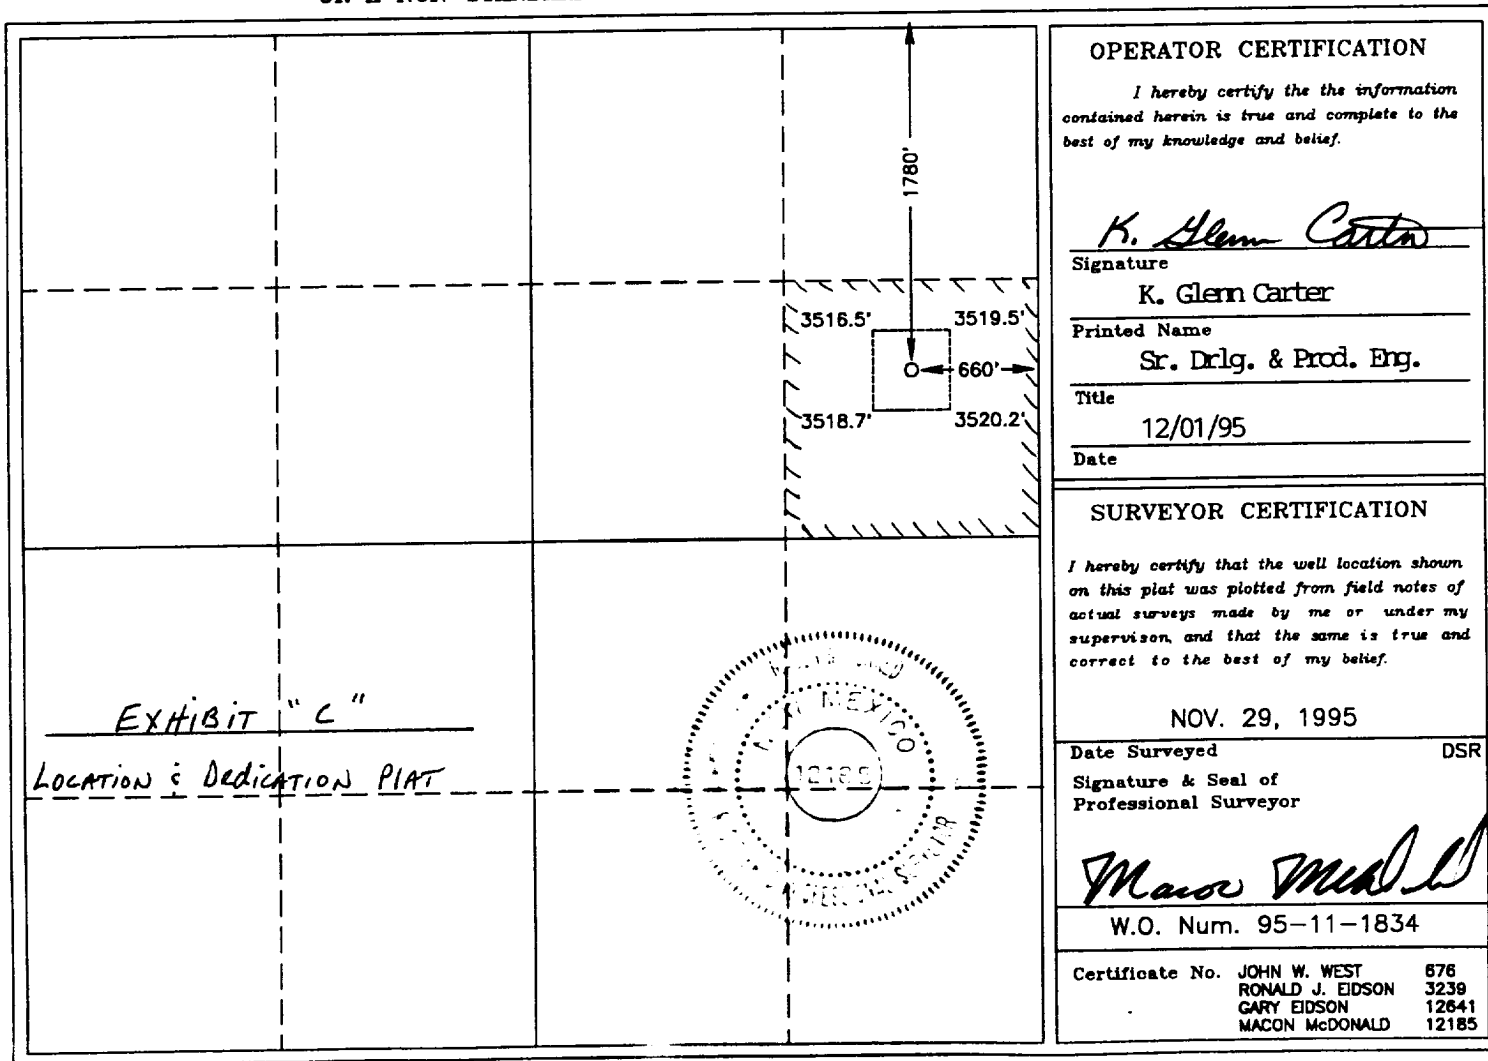 1780'
3516.5' 3519.5'
660'
3518.7' 3520.2'
EXHIBIT "C"
LOCATION & DEDICATION PLAT
MEXICO
12185
OPERATOR CERTIFICATION
I hereby certify the the information
contained herein is true and complete to the
best of my knowledge and belief.
K. Glenn Carter
Signature
K. Glenn Carter
Printed Name
Sr. Drlg. & Prod. Eng.
Title
12/01/95
Date
SURVEYOR CERTIFICATION
I hereby certify that the well location shown
on this plat was plotted from field notes of
actual surveys made by me or under my
supervison, and that the same is true and
correct to the best of my belief.
NOV. 29, 1995
Date Surveyed DSR
Signature & Seal of
Professional Surveyor
Macon McDonald
W.O. Num. 95-11-1834
Certificate No. JOHN W. WEST 676
RONALD J. EIDSON 3239
GARY EIDSON 12641
MACON McDONALD 12185